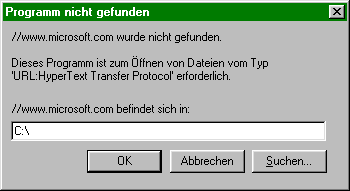 Programm nicht gefunden
//www.microsoft.com wurde nicht gefunden.
Dieses Programm ist zum Öffnen von Dateien vom Typ
'URL:HyperText Transfer Protocol' erforderlich.
//www.microsoft.com befindet sich in:
C:\
OK
Abbrechen
Suchen...